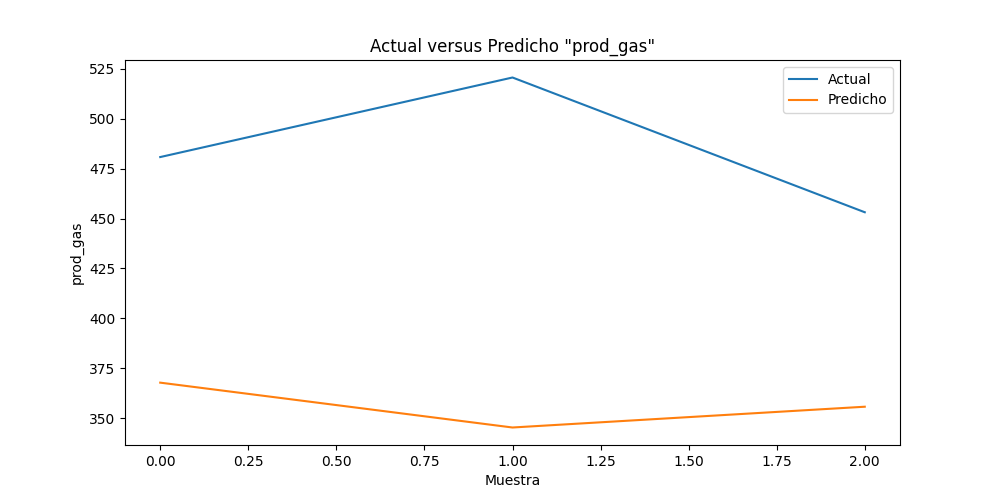 Actual versus Predicho "prod_gas"
Actual
Predicho
525
500
475
450
425
400
375
350
prod_gas
0.00 0.25 0.50 0.75 1.00 1.25 1.50 1.75 2.00
Muestra